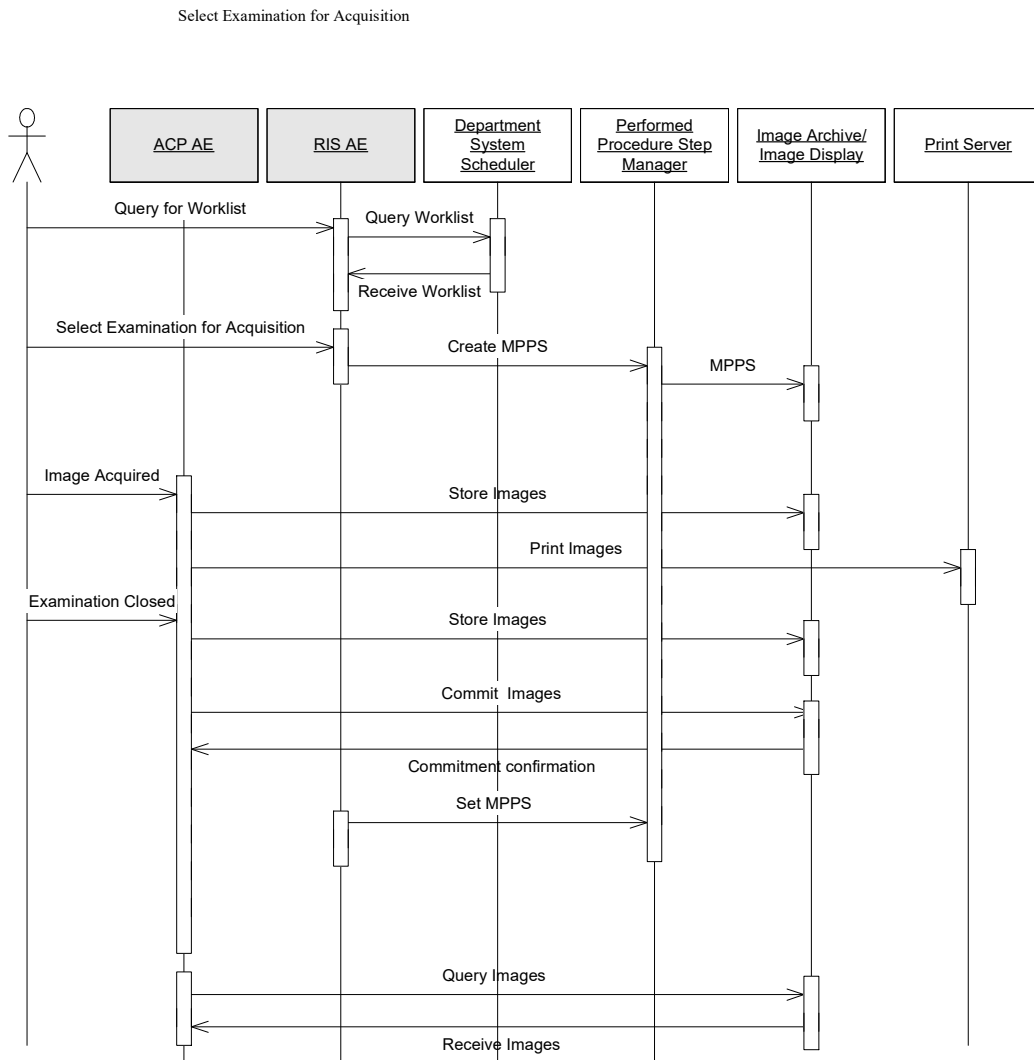 Select Examination for Acquisition
ACP AE
RIS AE
Department
System
Scheduler
Performed
Procedure Step
Manager
Image Archive/
Image Display
Print Server
Query for Worklist
Query Worklist
Receive Worklist
Select Examination for Acquisition
Create MPPS
MPPS
Image Acquired
Store Images
Print Images
Examination Closed
Store Images
Commit Images
Commitment confirmation
Set MPPS
Query Images
Receive Images